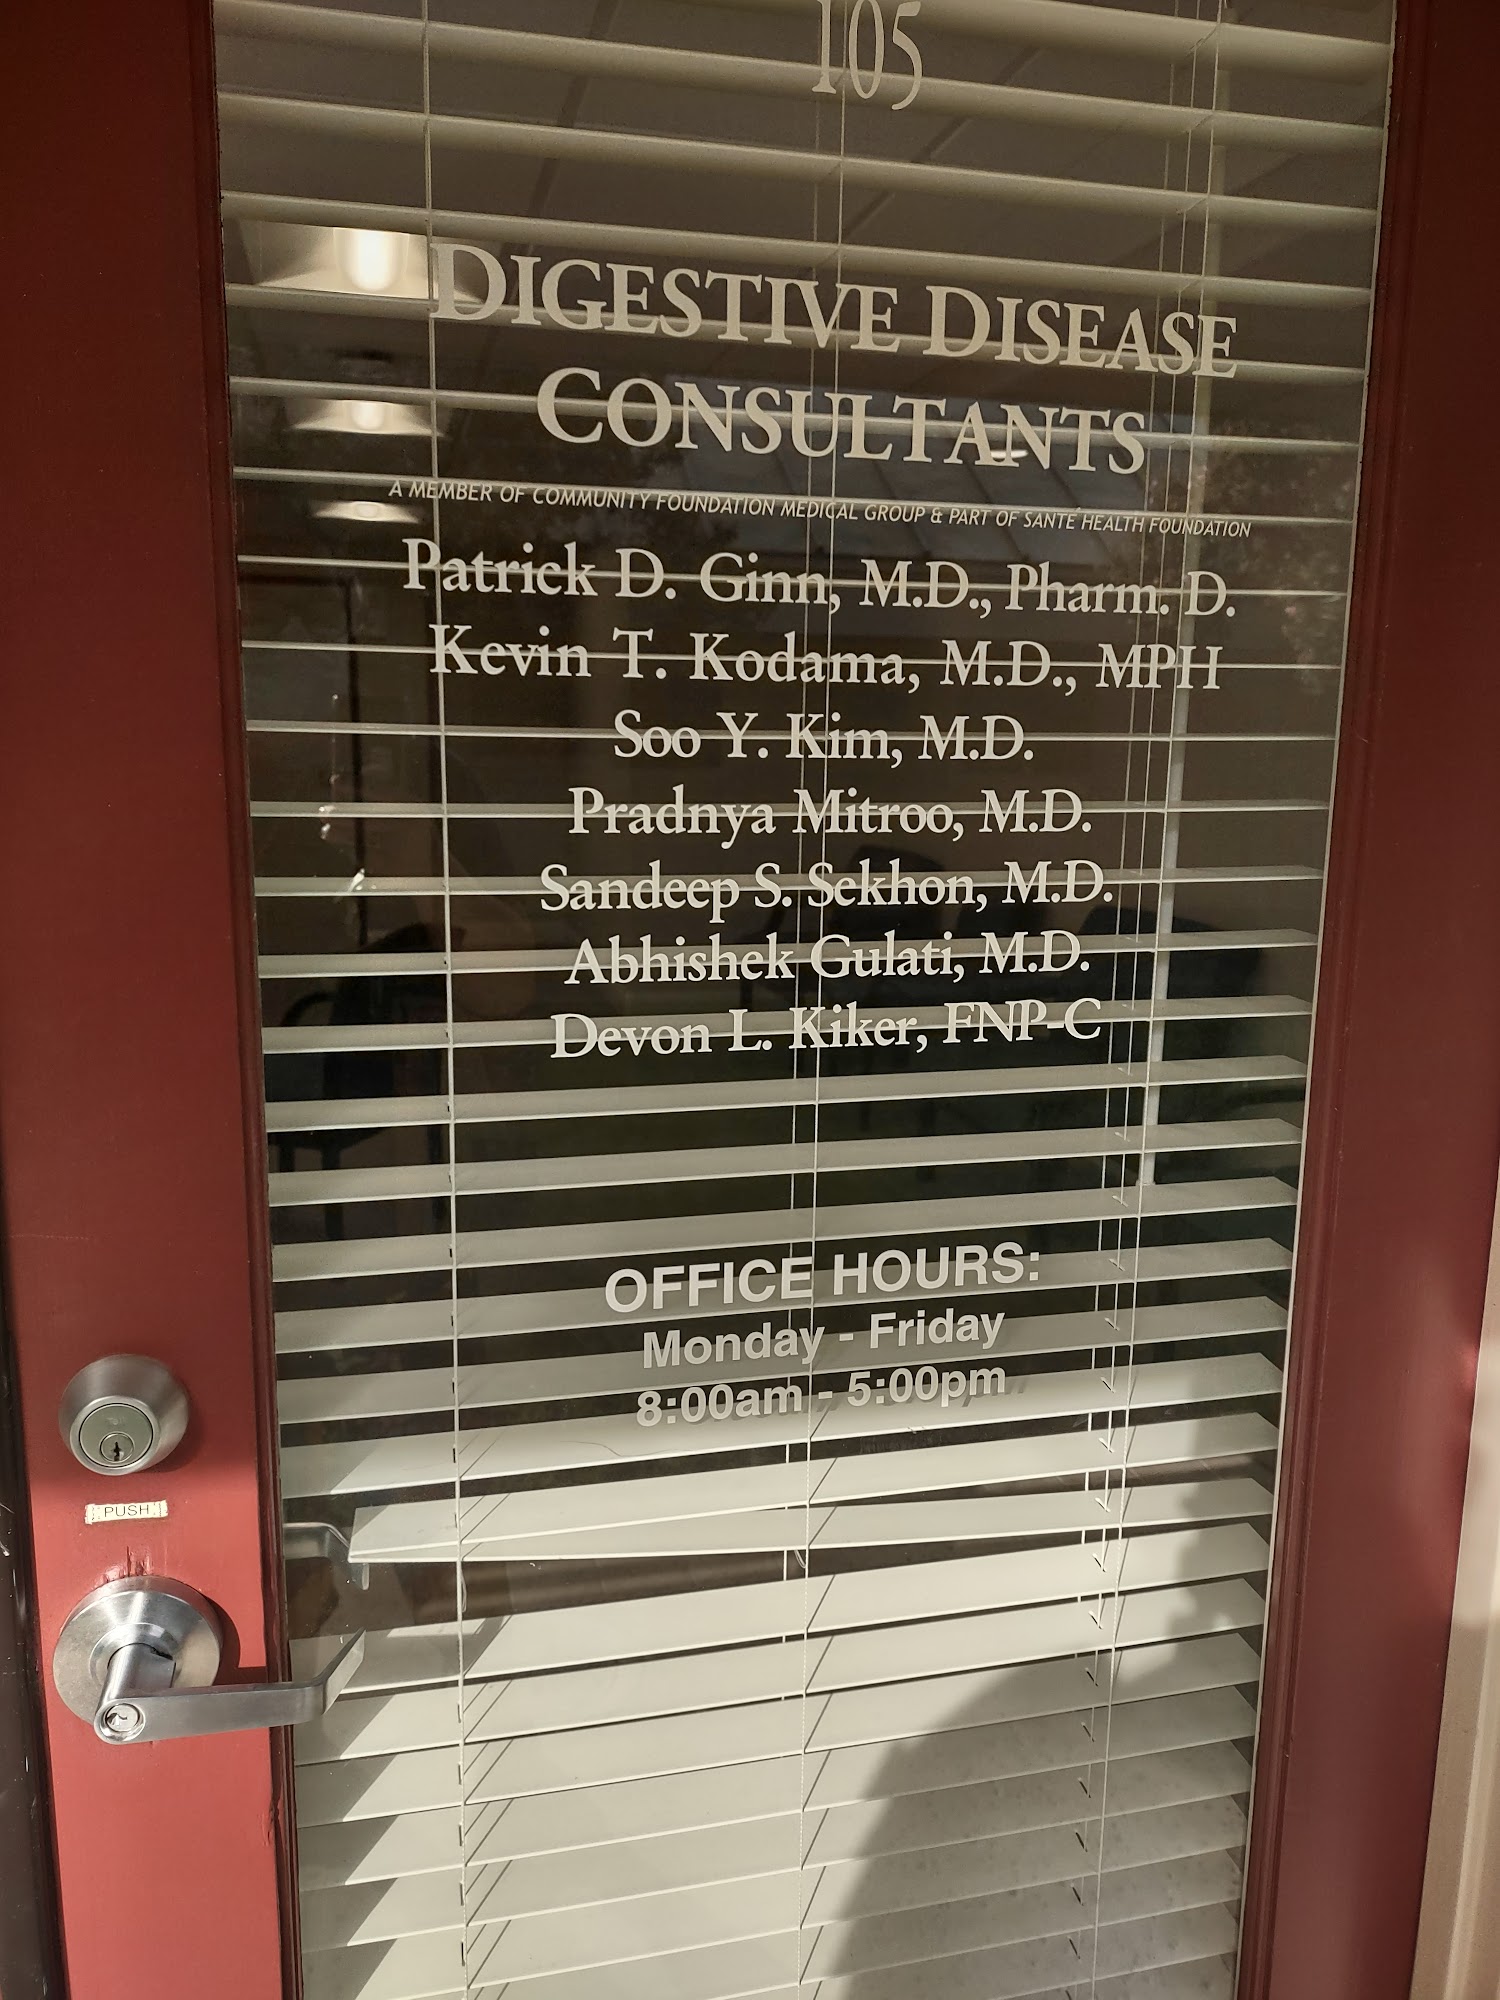 105
DIGESTIVE DISEASE
CONSULTANTS
A MEMBER OF COMMUNITY FOUNDATION MEDICAL GROUP & PART OF SANTÉ HEALTH FOUNDATION
Patrick D. Ginn, M.D., Pharm. D.
Kevin T. Kodama, M.D., MPH
Soo Y. Kim, M.D.
Pradnya Mitroo, M.D.
Sandeep S. Sekhon, M.D.
Abhishek Gulati, M.D.
Devon L. Kiker, FNP-C
OFFICE HOURS:
Monday - Friday
8:00am - 5:00pm
PUSH